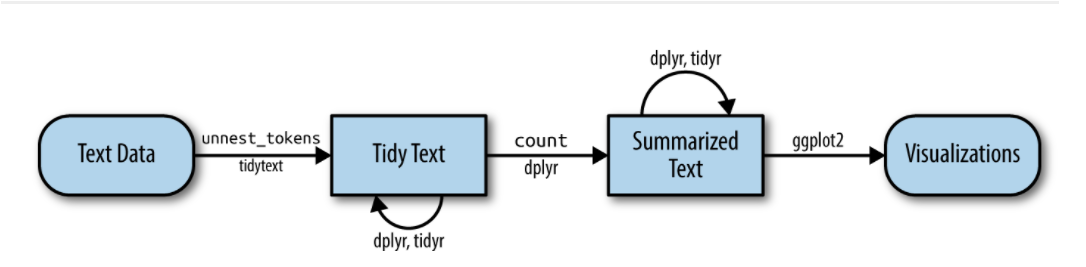 dplyr, tidyr
Text Data
unnest_tokens
tidytext
Tidy Text
count
dplyr
Summarized
Text
ggplot2
Visualizations
dplyr, tidyr